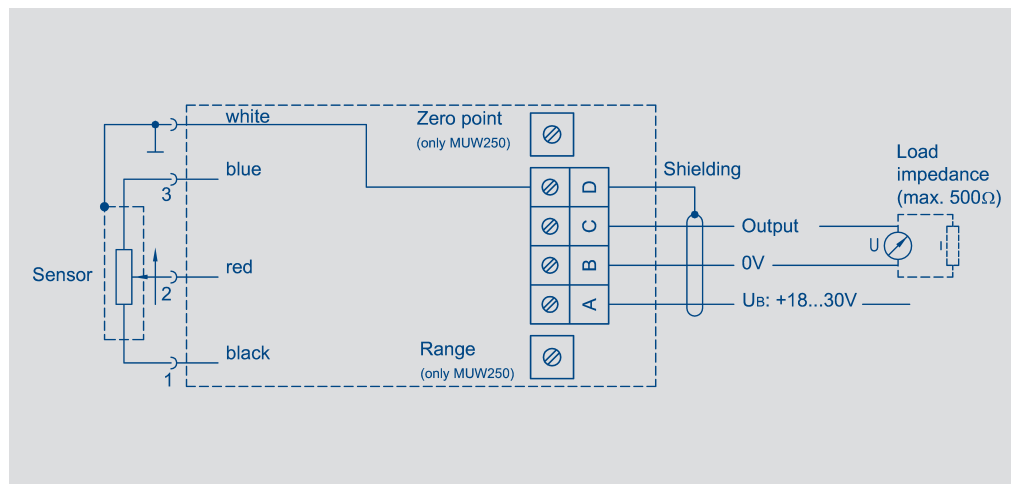 white
Zero point
(only MUW250)
blue
3
Shielding
Load
impedance
(max. 500Ω)
D
C
Output
U
I
Sensor
red
2
B
0V
A
UB: +18...30V
black
1
Range
(only MUW250)